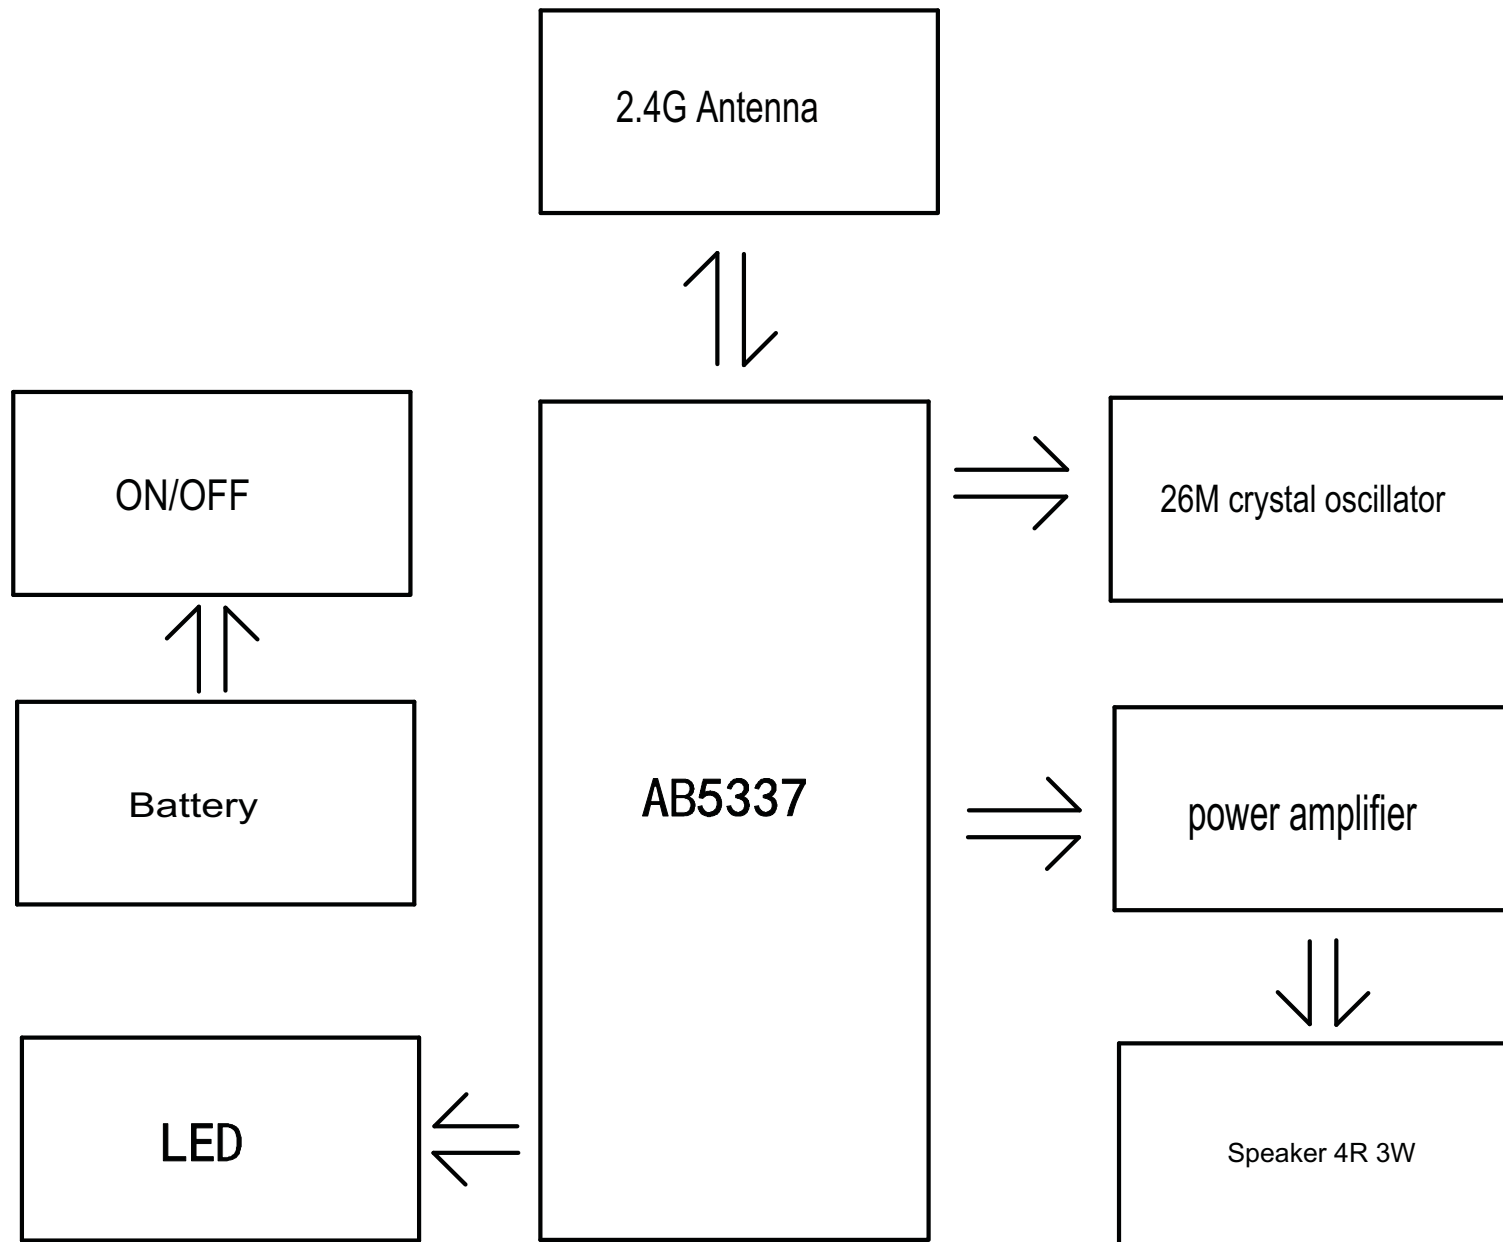 2.4G Antenna
ON/OFF
26M crystal oscillator
Battery
AB5337
power amplifier
LED
Speaker 4R 3W